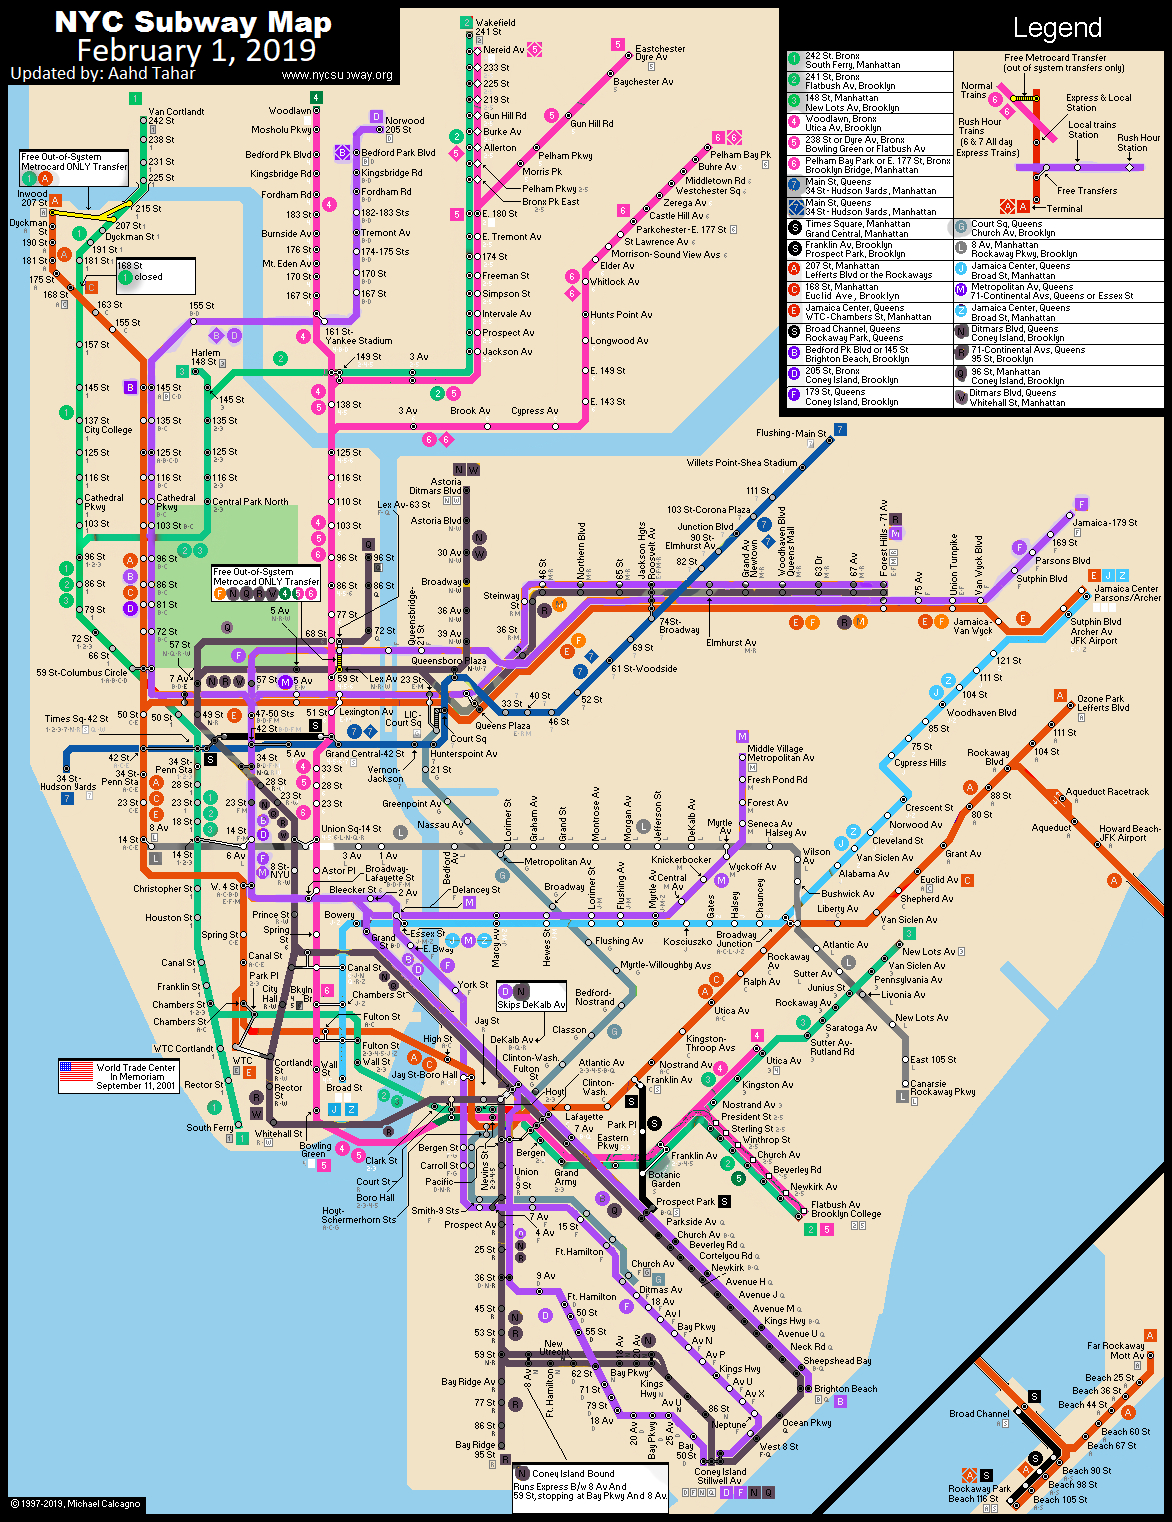 NYC Subway Map
February 1, 2019
Updated by: Aahd Tahar
www.nycsubway.org
Legend
242 St. Bronx
South Ferry, Manhattan
241 St, Bronx
Flatbush Av, Brooklyn
148 St, Manhattan
New Lots Av, Brooklyn
Woodlawn, Bronx
Utica Av, Brooklyn
238 St or Dyre Av, Bronx
Bowling Green or Flatbush Av
Pelham Bay Park or E. 177 St, Bronx
Brooklyn Bridge, Manhattan
Main St, Queens
34 St- Hudson Yards, Manhattan
Main St, Queens
34 St- Hudson Yards, Manhattan
Times Square, Manhattan
Grand Central, Manhattan
Franklin Av, Brooklyn
Prospect Park, Brooklyn
207 St, Manhattan
Lefferts Blvd or the Rockaways
168 St, Manhattan
Euclid Ave, Brooklyn
Jamaica Center, Queens
WTC-Chambers St, Manhattan
Broad Channel, Queens
Rockaway Park, Queens
Bedford Pk Blvd or 145 St
Brighton Beach, Brooklyn
205 St, Bronx
Coney Island, Brooklyn
179 St, Queens
Coney Island, Brooklyn
Free Metrocard Transfer
(out of system transfers only)
Normal
Trains
Express & Local
Station
Rush Hour
Trains
(6 & 7 All day
Express Trains)
Local trains
Station
Rush Hour
Station
Free Transfers
Terminal
Court Sq, Queens
Church Av, Brooklyn
8 Av, Manhattan
Rockaway Pkwy, Brooklyn
Jamaica Center, Queens
Broad St, Manhattan
Metropolitan Av, Queens
71-Continental Avs, Queens or Essex St
Jamaica Center, Queens
Broad St, Manhattan
Ditmars Blvd, Queens
Coney Island, Brooklyn
71-Continental Avs, Queens
95 St, Brooklyn
96 St, Manhattan
Coney Island, Brooklyn
Ditmars Blvd, Queens
Whitehall St, Manhattan
Free Out-of-System
Metrocard ONLY Transfer
Van Cortlandt
242 St
238 St
231 St
225 St
215 St
Inwood
207 St
Dyckman
St
190 St
181 St
175 St
168 St
Dyckman St
191 St
181 St
168 St
closed
163 St
155 St
157 St
145 St
137 St
City College
125 St
116 St
Cathedral
Pkwy
103 St
96 St
86 St
79 St
72 St
66 St
59 St-Columbus Circle
Woodlawn
Mosholu Pkwy
Bedford Pk Blvd
Kingsbridge Rd
Fordham Rd
183 St
Burnside Av
176 St
Mt. Eden Av
170 St
167 St
161 St-
Yankee Stadium
Norwood
205 St
Bedford Park Blvd
Kingsbridge Rd
Fordham Rd
182-183 Sts
Tremont Av
174-175 Sts
170 St
167 St
155 St
Harlem
148 St
145 St
135 St
125 St
116 St
Central Park North
145 St
135 St
125 St
116 St
Cathedral
Pkwy
103 St
96 St
86 St
81 St
72 St
Wakefield
241 St
Nereid Av
233 St
225 St
219 St
Gun Hill Rd
Burke Av
Allerton
Pelham Pkwy
Bronx Pk East
E. 180 St
E. Tremont Av
174 St
Freeman St
Simpson St
Intervale Av
Prospect Av
Jackson Av
3 Av
149 St
138 St
Eastchester
Dyre Av
Baychester Av
Gun Hill Rd
Pelham Pkwy
Morris Pk
Pelham Bay Pk
Buhre Av
Middletown Rd
Westchester Sq
Zerega Av
Castle Hill Av
Parkchester-E. 177 St
St Lawrence Av
Morrison-Sound View Avs
Elder Av
Whitlock Av
Hunts Point Av
Longwood Av
E. 149 St
E. 143 St
Cypress Av
Brook Av
3 Av
125 St
116 St
110 St
103 St
96 St
86 St
77 St
68 St
59 St
51 St
Lex Av-63 St
96 St
86 St
72 St
Free Out-of-System
Metrocard ONLY Transfer
5 Av
57 St
7 Av
57 St
5 Av
Lex Av
Lexington Av
23 St-
LIC-
Court Sq
Court Sq
Queens Plaza
Queensboro Plaza
Queensbridge-
21 St
Astoria
Ditmars Blvd
Astoria Blvd
30 Av
Broadway
36 Av
39 Av
Flushing-Main St
Willets Point-Shea Stadium
111 St
103 St-Corona Plaza
Junction Blvd
90 St-
Elmhurst Av
82 St
74St-
Broadway
69 St
61 St-Woodside
52 St
46 St
40 St
33 St
Hunterspoint Av
Vernon-
Jackson
Steinway
St
36 St
46 St
Northern Blvd
65 St
Jackson Hgts
Roosevelt Av
Elmhurst Av
Grand Av
Newtown
Woodhaven Blvd
Queens Mall
63 Dr
67 Av
Forest Hills-71 Av
75 Av
Union Turnpike
Van Wyck Blvd
Jamaica-179 St
169 St
Parsons Blvd
Sutphin Blvd
Jamaica-
Van Wyck
Jamaica Center
Parsons/Archer
Sutphin Blvd
Archer Av
JFK Airport
121 St
111 St
104 St
Woodhaven Blvd
85 St
75 St
Cypress Hills
Crescent St
Norwood Av
Cleveland St
Van Siclen Av
Alabama Av
Bushwick Av
Liberty Av
Ozone Park
Lefferts Blvd
111 St
104 St
Rockaway
Blvd
88 St
80 St
Grant Av
Euclid Av
Shepherd Av
Van Siclen Av
Aqueduct Racetrack
Aqueduct
Howard Beach-
JFK Airport
Times Sq-42 St
50 St
50 St
49 St
47-50 Sts
42 St
5 Av
Grand Central-42 St
42 St
34 St-
Hudson Yards
34 St-
Penn Sta
34 St-
Penn Sta
34 St
28 St
28 St
23 St
23 St
23 St
23 St
33 St
28 St
23 St
18 St
14 St
8 Av
14 St
14 St
6 Av
Union Sq-14 St
3 Av
1 Av
8 St-
NYU
Astor Pl
Broadway-
Lafayette St
Bleecker St
2 Av
W. 4 St
Christopher St
Houston St
Canal St
Franklin St
Chambers St
Chambers St
WTC Cortlandt
WTC
Rector St
South Ferry
Prince St
Spring
St
Spring St
Canal St
Park Pl
City
Hall
Bklyn
Br
Canal St
Chambers St
Fulton St
Fulton St
Wall St
Cortlandt
St
Rector
St
Wall
St
Broad St
Whitehall St
Bowling
Green
Bowery
Grand
St
Essex St
Delancey St
E. Bway
York St
High St
Jay St-Boro Hall
Jay St
DeKalb Av
Clinton-Wash.
Fulton
St
Hoyt
Clark St
Court St
Boro Hall
Hoyt-
Schermerhorn Sts
Bergen St
Carroll St
Pacific
Nevins St
Smith-9 Sts
21 St
Greenpoint Av
Nassau Av
Metropolitan Av
Broadway
Flushing Av
Myrtle-Willoughby Avs
Bedford-
Nostrand
Classon
Bedford
Av
Lorimer St
Graham Av
Grand St
Montrose Av
Morgan Av
Jefferson St
DeKalb Av
Myrtle
Av
Halsey Av
Wilson
Av
Middle Village
Metropolitan Av
Fresh Pond Rd
Forest Av
Seneca Av
Wyckoff Av
Knickerbocker
Central
Av
Marcy Av
Hewes St
Lorimer St
Flushing Av
Myrtle Av
Kosciuszko
Gates
Halsey
Chauncey
Broadway
Junction
Atlantic Av
Sutter Av
Livonia Av
New Lots Av
East 105 St
Canarsie
Rockaway Pkwy
New Lots Av
Van Siclen Av
Pennsylvania Av
Junius St
Rockaway Av
Saratoga Av
Sutter Av-
Rutland Rd
Utica Av
Kingston Av
Nostrand Av
Rockaway
Av
Ralph Av
Utica Av
Kingston-
Throop Avs
Nostrand Av
Franklin Av
Clinton-
Wash.
Lafayette
Atlantic Av
Skips DeKalb Av
President St
Sterling St
Winthrop St
Church Av
Beverley Rd
Newkirk Av
Flatbush Av
Brooklyn College
Franklin Av
Botanic
Garden
Park Pl
Eastern
Pkwy
Grand
Army
Bergen
7 Av
Prospect Park
Parkside Av
Church Av
Beverley Rd
Cortelyou Rd
Newkirk
Avenue H
Avenue J
Avenue M
Kings Hwy
Avenue U
Neck Rd
Sheepshead Bay
Brighton Beach
Ocean Pkwy
West 8 St
Coney Island
Stillwell Av
Union
9 St
Prospect Av
25 St
36 St
45 St
53 St
59 St
Bay Ridge Av
77 St
86 St
Bay Ridge
95 St
4 Av
7 Av
15 St
Ft.Hamilton
Church Av
Ditmas Av
18 Av
Av I
Bay Pkwy
Av N
Av P
Kings Hwy
Av U
Av X
Neptune
9 Av
Ft. Hamilton
50 St
55 St
New
Utrecht
62 St
71 St
79 St
18 Av
20 Av
Bay Pkwy
25 Av
Bay
50 St
8 Av
Ft. Hamilton
18 Av
20 Av
Bay Pkwy
Kings
Hwy
Av U
86 St
Coney Island Bound
Runs Express B/w 8 Av And
59 St,stopping at Bay Pkwy And 8 Av.
World Trade Center
In Memoriam
September 11, 2001
Broad Channel
Rockaway Park
Beach 116 St
Beach 105 St
Beach 98 St
Beach 90 St
Beach 67 St
Beach 60 St
Beach 44 St
Beach 36 St
Beach 25 St
Far Rockaway
Mott Av
© 1997-2019, Michael Calcagno